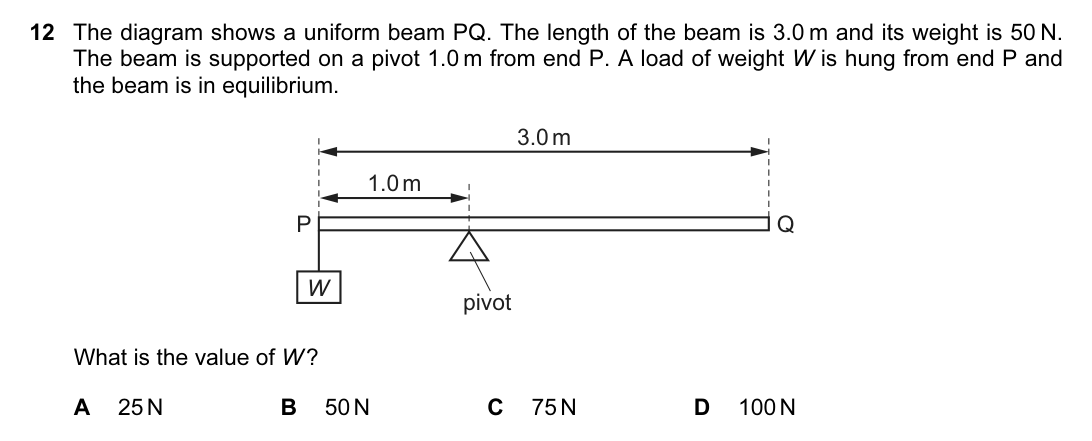 12 The diagram shows a uniform beam PQ. The length of the beam is 3.0 m and its weight is 50 N.
The beam is supported on a pivot 1.0 m from end P. A load of weight W is hung from end P and
the beam is in equilibrium.
3.0 m
1.0 m
P
Q
W
pivot
What is the value of W?
A 25 N B 50 N C 75 N D 100 N